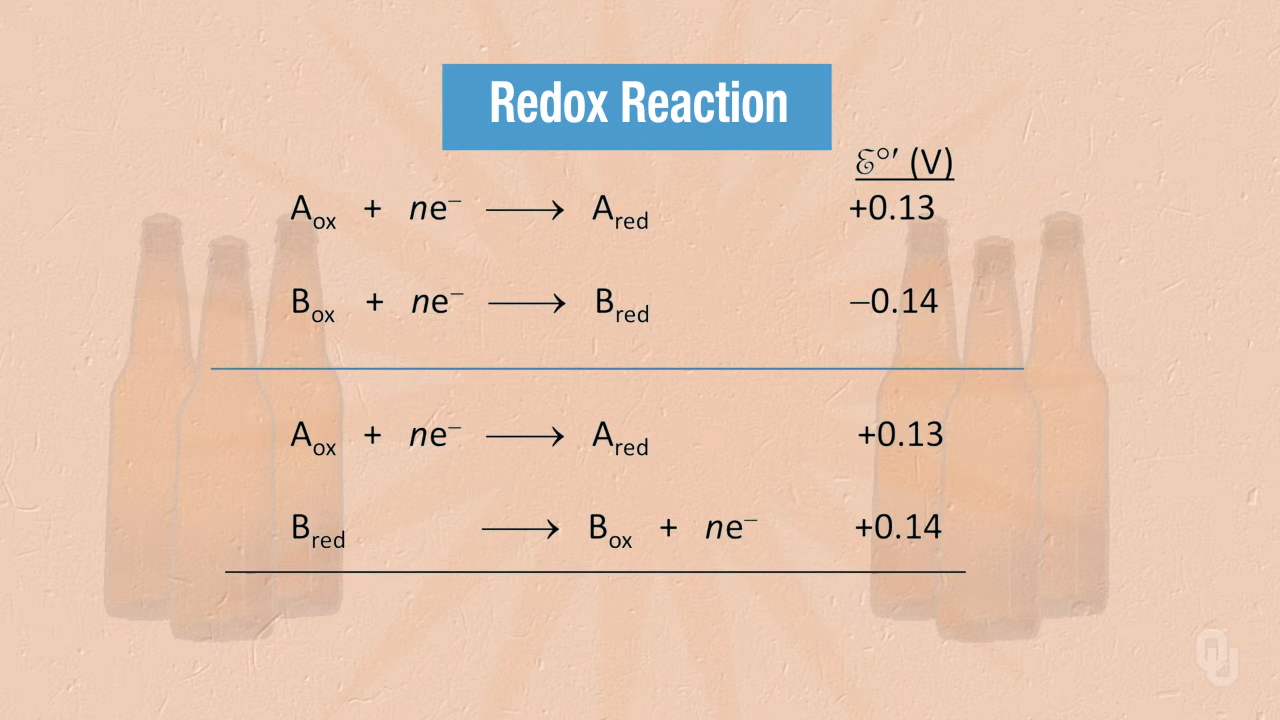 Redox Reaction
ℰ°′ (V)
Aox + ne⁻ ⟶ Ared +0.13
Box + ne⁻ ⟶ Bred −0.14
Aox + ne⁻ ⟶ Ared +0.13
Bred ⟶ Box + ne⁻ +0.14
OU